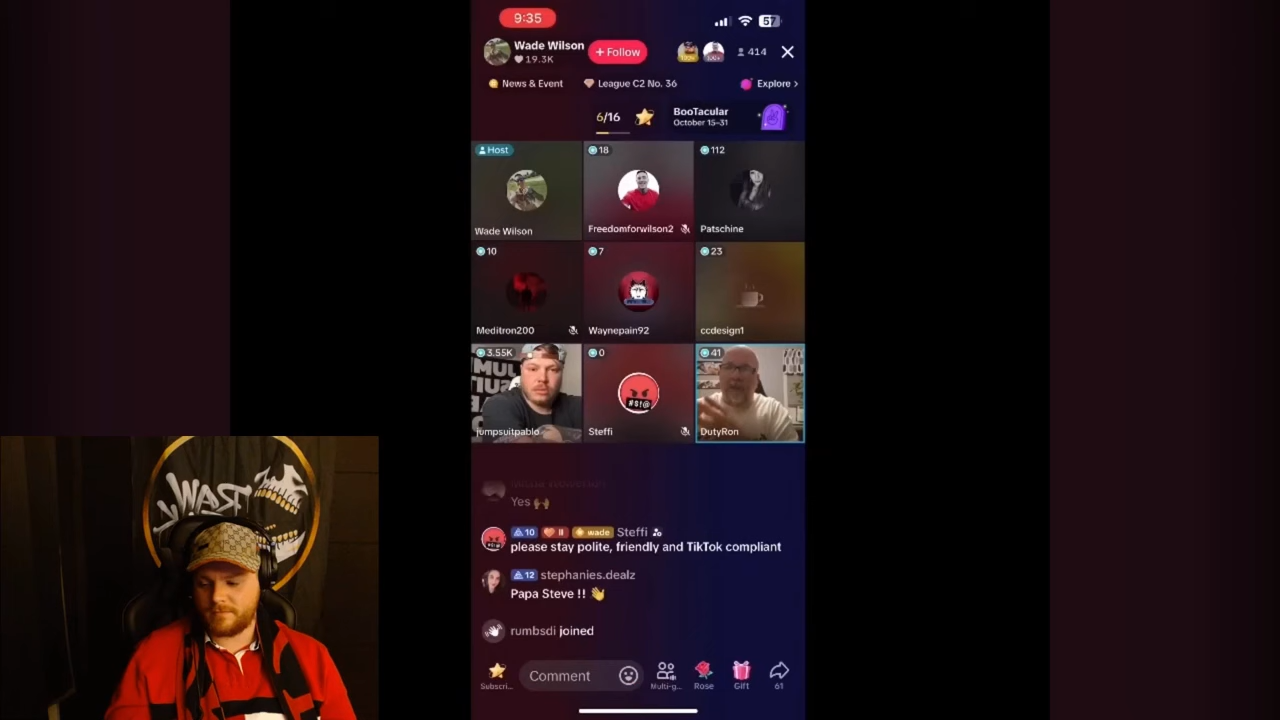 9:35
57
Wade Wilson
19.3K
+ Follow
414
News & Event
League C2 No. 36
Explore >
6/16
BooTacular
October 15-31
Host
18
112
Wade Wilson
Freedomforwilson2
Patschine
10
7
23
Meditron200
Waynepain92
ccdesign1
3.55K
0
41
#$!@
jumpsuitpablo
Steffi
DutyRon
Yes 🙌
10 II wade Steffi
please stay polite, friendly and TikTok compliant
12 stephanies.dealz
Papa Steve !! 👋
rumbsdi joined
Subscri...
Comment
Multi-g...
Rose
Gift
61